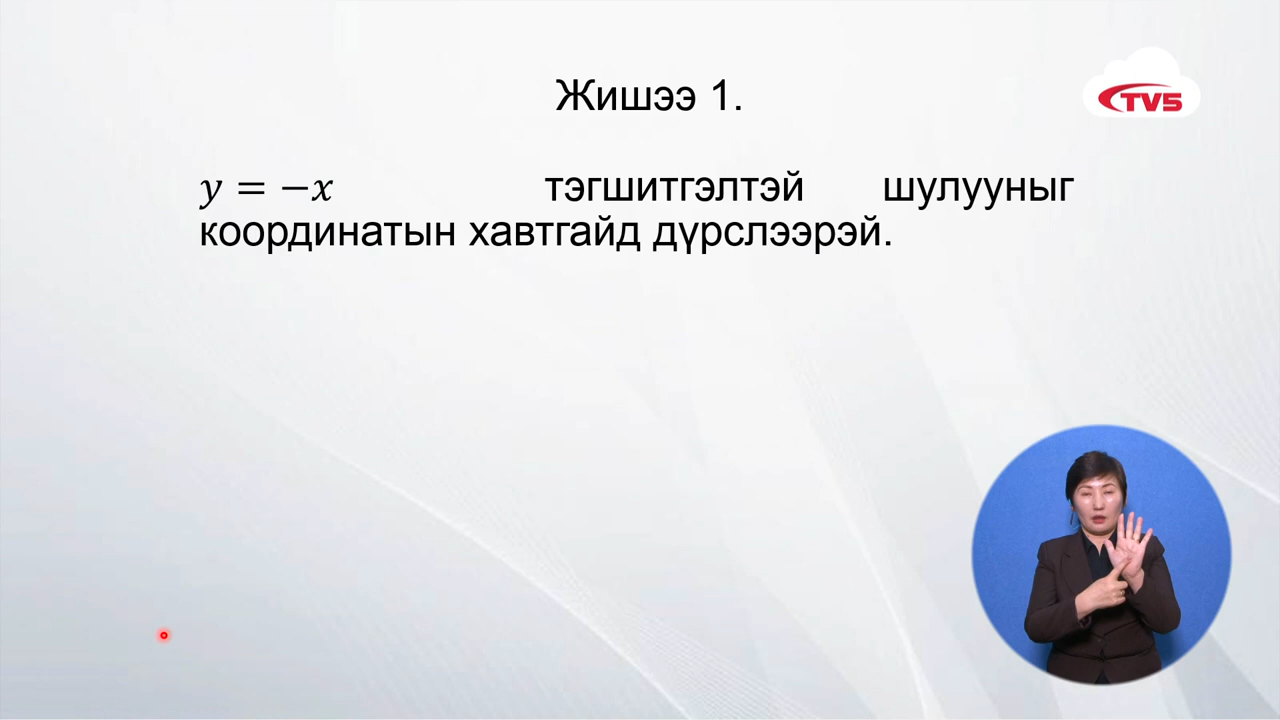 Жишээ 1.
TV5
y = −x тэгшитгэлтэй шулууныг
координатын хавтгайд дүрслээрэй.